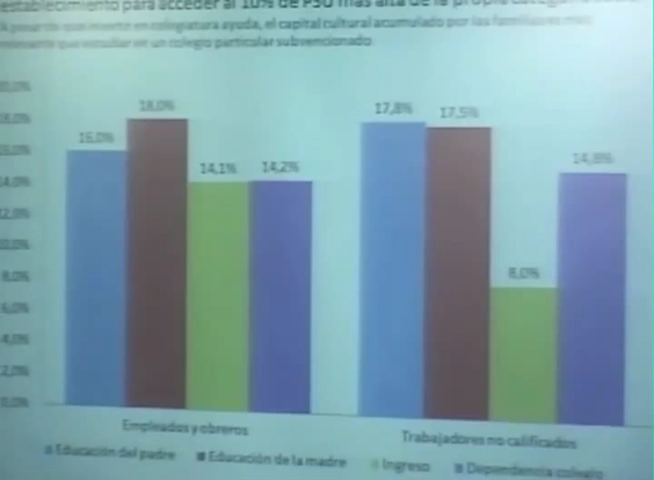 establecimiento para acceder al 10% de PSU más alta de la propia
A pesar de que invertir en colegiatura ayuda, el capital cultural acumulado por las familias es más
relevante que estudiar en un colegio particular subvencionado
18,0%
16,0%
14,0%
12,0%
10,0%
8,0%
6,0%
4,0%
2,0%
0,0%
16,0%
18,0%
14,1%
14,2%
17,8%
17,5%
8,0%
14,8%
Empleados y obreros
Trabajadores no calificados
Educación del padre
Educación de la madre
Ingreso
Dependencia colegio